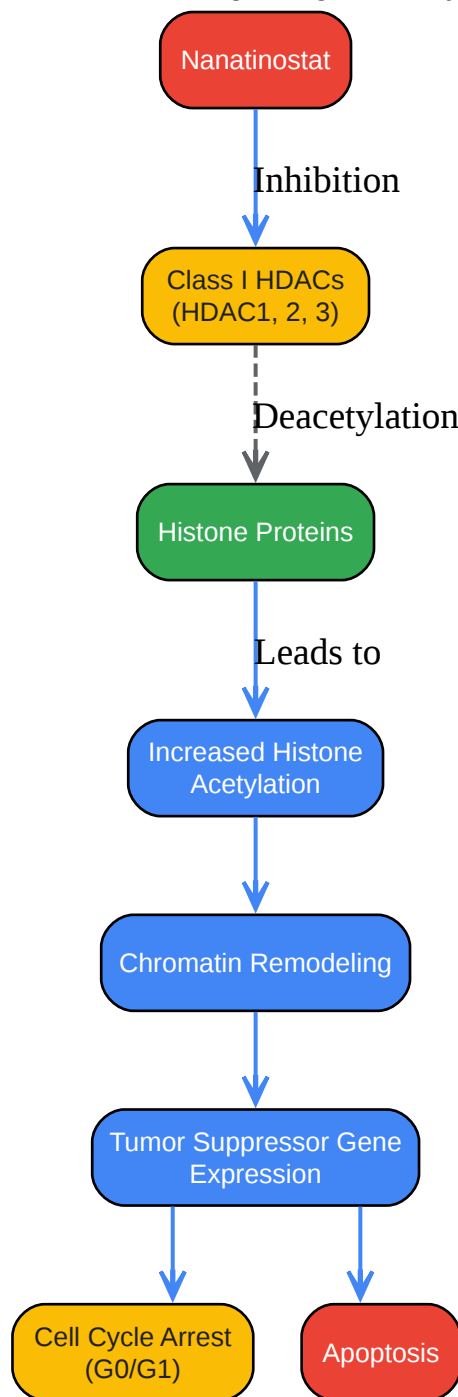 Nanatinostat
Inhibition
Class I HDACs
(HDAC1, 2, 3)
Deacetylation
Histone Proteins
Leads to
Increased Histone
Acetylation
Chromatin Remodeling
Tumor Suppressor Gene
Expression
Cell Cycle Arrest
(G0/G1)
Apoptosis